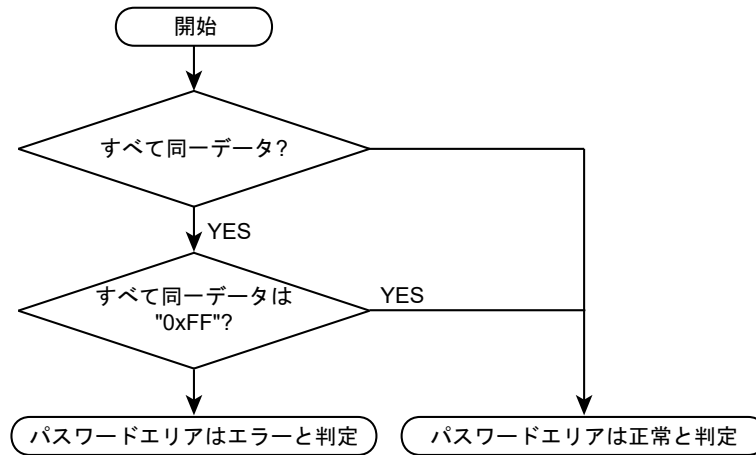 開始
すべて同一データ?
YES
すべて同一データは
"0xFF"?
YES
パスワードエリアはエラーと判定
パスワードエリアは正常と判定